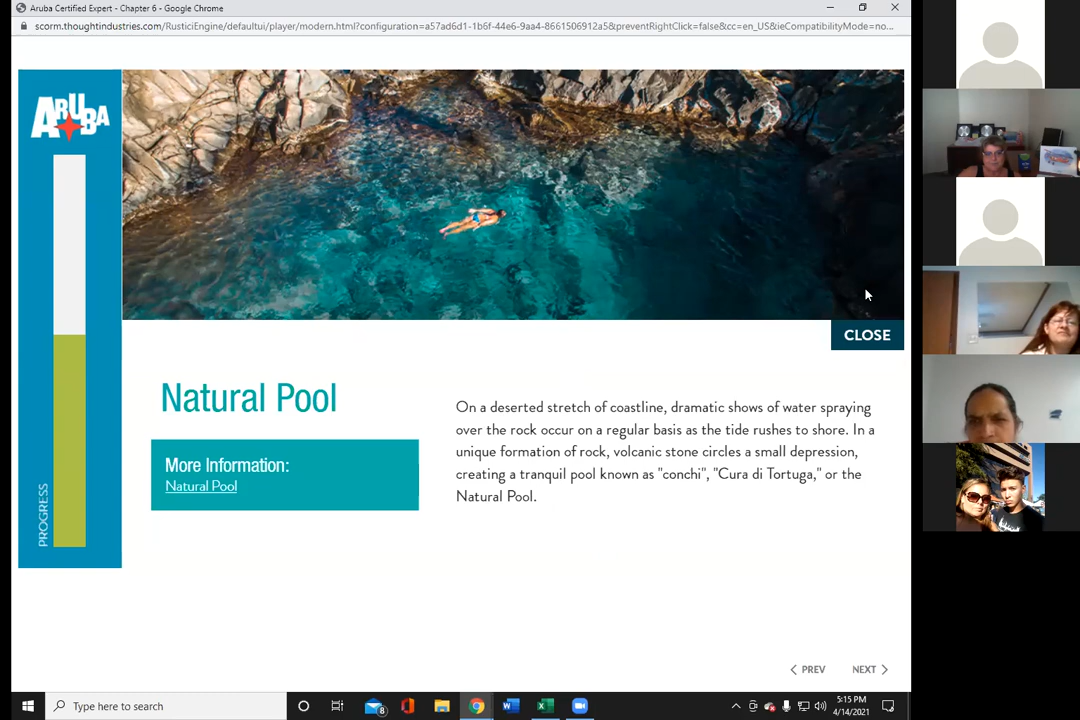 Aruba Certified Expert - Chapter 6 - Google Chrome
scorm.thoughtindustries.com/RusticiEngine/defaultui/player/modern.html?configuration=a57ad6d1-1b6f-44e6-9aa4-8661506912a5&preventRightClick=false&cc=en_US&ieCompatibilityMode=no...
ARUBA
CLOSE
Natural Pool
More Information:
Natural Pool
On a deserted stretch of coastline, dramatic shows of water spraying
over the rock occur on a regular basis as the tide rushes to shore. In a
unique formation of rock, volcanic stone circles a small depression,
creating a tranquil pool known as "conchi", "Cura di Tortuga," or the
Natural Pool.
PROGRESS
PREV
NEXT
Type here to search
8
5:15 PM
4/14/2021